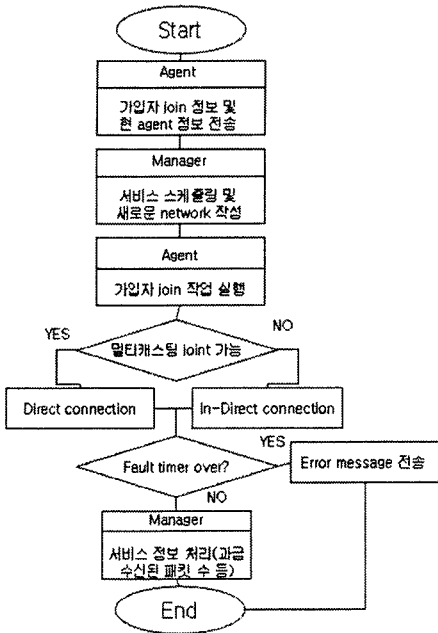 Start
Agent
가입자 join 정보 및
현 agent 정보 전송
Manager
서비스 스케쥴링 및
새로운 network 작성
Agent
가입자 join 작업 실행
YES
NO
멀티캐스팅 joint 가능
Direct connection
In-Direct connection
YES
Fault timer over?
Error message 전송
NO
Manager
서비스 정보 처리(과금
수신된 패킷 수 등)
End